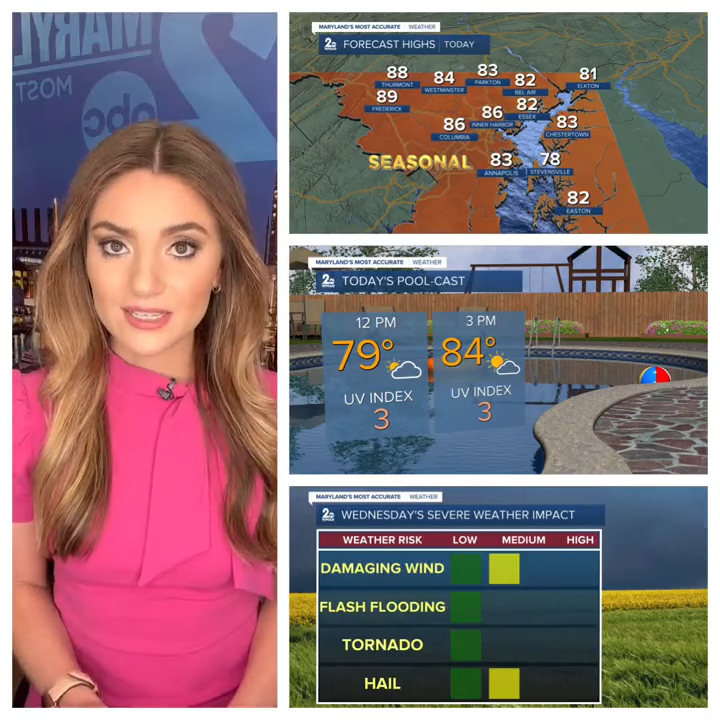 MARYL
MOST
abc
2
MARYLAND'S MOST ACCURATE WEATHER
2 WMAR FORECAST HIGHS | TODAY
88 THURMONT
84 WESTMINSTER
83 PARKTON
82 BEL AIR
81 ELKTON
89 FREDERICK
86 COLUMBIA
86 INNER HARBOR
82 ESSEX
83 CHESTERTOWN
SEASONAL
83 ANNAPOLIS
78 STEVENSVILLE
82 EASTON
MARYLAND'S MOST ACCURATE WEATHER
2 WMAR TODAY'S POOL-CAST
12 PM
79°
UV INDEX
3
3 PM
84°
UV INDEX
3
MARYLAND'S MOST ACCURATE WEATHER
2 WMAR WEDNESDAY'S SEVERE WEATHER IMPACT
WEATHER RISK LOW MEDIUM HIGH
DAMAGING WIND
FLASH FLOODING
TORNADO
HAIL